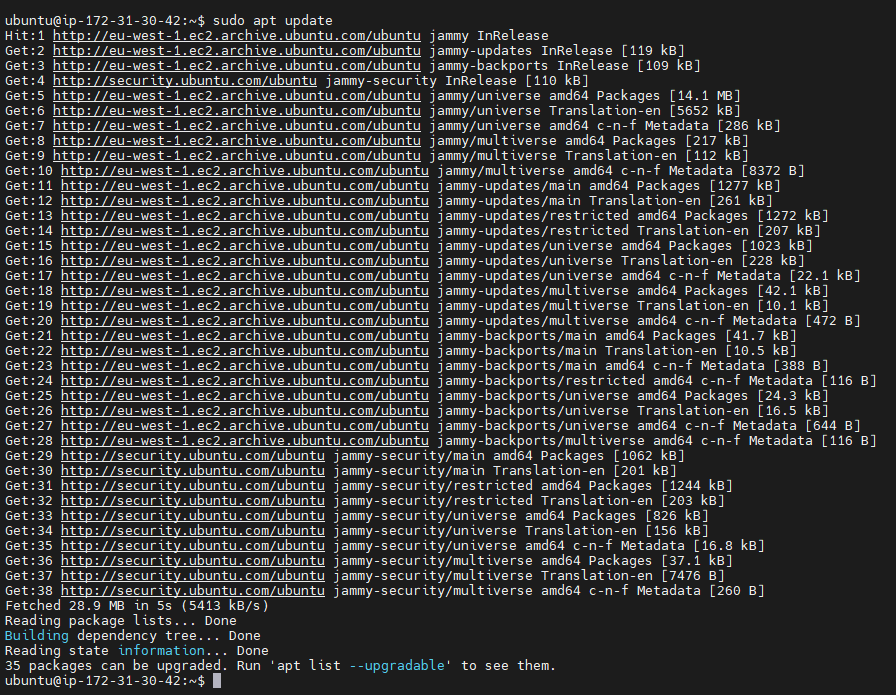 ubuntu@ip-172-31-30-42:~$ sudo apt update
Hit:1 http://eu-west-1.ec2.archive.ubuntu.com/ubuntu jammy InRelease
Get:2 http://eu-west-1.ec2.archive.ubuntu.com/ubuntu jammy-updates InRelease [119 kB]
Get:3 http://eu-west-1.ec2.archive.ubuntu.com/ubuntu jammy-backports InRelease [109 kB]
Get:4 http://security.ubuntu.com/ubuntu jammy-security InRelease [110 kB]
Get:5 http://eu-west-1.ec2.archive.ubuntu.com/ubuntu jammy/universe amd64 Packages [14.1 MB]
Get:6 http://eu-west-1.ec2.archive.ubuntu.com/ubuntu jammy/universe Translation-en [5652 kB]
Get:7 http://eu-west-1.ec2.archive.ubuntu.com/ubuntu jammy/universe amd64 c-n-f Metadata [286 kB]
Get:8 http://eu-west-1.ec2.archive.ubuntu.com/ubuntu jammy/multiverse amd64 Packages [217 kB]
Get:9 http://eu-west-1.ec2.archive.ubuntu.com/ubuntu jammy/multiverse Translation-en [112 kB]
Get:10 http://eu-west-1.ec2.archive.ubuntu.com/ubuntu jammy/multiverse amd64 c-n-f Metadata [8372 B]
Get:11 http://eu-west-1.ec2.archive.ubuntu.com/ubuntu jammy-updates/main amd64 Packages [1277 kB]
Get:12 http://eu-west-1.ec2.archive.ubuntu.com/ubuntu jammy-updates/main Translation-en [261 kB]
Get:13 http://eu-west-1.ec2.archive.ubuntu.com/ubuntu jammy-updates/restricted amd64 Packages [1272 kB]
Get:14 http://eu-west-1.ec2.archive.ubuntu.com/ubuntu jammy-updates/restricted Translation-en [207 kB]
Get:15 http://eu-west-1.ec2.archive.ubuntu.com/ubuntu jammy-updates/universe amd64 Packages [1023 kB]
Get:16 http://eu-west-1.ec2.archive.ubuntu.com/ubuntu jammy-updates/universe Translation-en [228 kB]
Get:17 http://eu-west-1.ec2.archive.ubuntu.com/ubuntu jammy-updates/universe amd64 c-n-f Metadata [22.1 kB]
Get:18 http://eu-west-1.ec2.archive.ubuntu.com/ubuntu jammy-updates/multiverse amd64 Packages [42.1 kB]
Get:19 http://eu-west-1.ec2.archive.ubuntu.com/ubuntu jammy-updates/multiverse Translation-en [10.1 kB]
Get:20 http://eu-west-1.ec2.archive.ubuntu.com/ubuntu jammy-updates/multiverse amd64 c-n-f Metadata [472 B]
Get:21 http://eu-west-1.ec2.archive.ubuntu.com/ubuntu jammy-backports/main amd64 Packages [41.7 kB]
Get:22 http://eu-west-1.ec2.archive.ubuntu.com/ubuntu jammy-backports/main Translation-en [10.5 kB]
Get:23 http://eu-west-1.ec2.archive.ubuntu.com/ubuntu jammy-backports/main amd64 c-n-f Metadata [388 B]
Get:24 http://eu-west-1.ec2.archive.ubuntu.com/ubuntu jammy-backports/restricted amd64 c-n-f Metadata [116 B]
Get:25 http://eu-west-1.ec2.archive.ubuntu.com/ubuntu jammy-backports/universe amd64 Packages [24.3 kB]
Get:26 http://eu-west-1.ec2.archive.ubuntu.com/ubuntu jammy-backports/universe Translation-en [16.5 kB]
Get:27 http://eu-west-1.ec2.archive.ubuntu.com/ubuntu jammy-backports/universe amd64 c-n-f Metadata [644 B]
Get:28 http://eu-west-1.ec2.archive.ubuntu.com/ubuntu jammy-backports/multiverse amd64 c-n-f Metadata [116 B]
Get:29 http://security.ubuntu.com/ubuntu jammy-security/main amd64 Packages [1062 kB]
Get:30 http://security.ubuntu.com/ubuntu jammy-security/main Translation-en [201 kB]
Get:31 http://security.ubuntu.com/ubuntu jammy-security/restricted amd64 Packages [1244 kB]
Get:32 http://security.ubuntu.com/ubuntu jammy-security/restricted Translation-en [203 kB]
Get:33 http://security.ubuntu.com/ubuntu jammy-security/universe amd64 Packages [826 kB]
Get:34 http://security.ubuntu.com/ubuntu jammy-security/universe Translation-en [156 kB]
Get:35 http://security.ubuntu.com/ubuntu jammy-security/universe amd64 c-n-f Metadata [16.8 kB]
Get:36 http://security.ubuntu.com/ubuntu jammy-security/multiverse amd64 Packages [37.1 kB]
Get:37 http://security.ubuntu.com/ubuntu jammy-security/multiverse Translation-en [7476 B]
Get:38 http://security.ubuntu.com/ubuntu jammy-security/multiverse amd64 c-n-f Metadata [260 B]
Fetched 28.9 MB in 5s (5413 kB/s)
Reading package lists... Done
Building dependency tree... Done
Reading state information... Done
35 packages can be upgraded. Run 'apt list --upgradable' to see them.
ubuntu@ip-172-31-30-42:~$